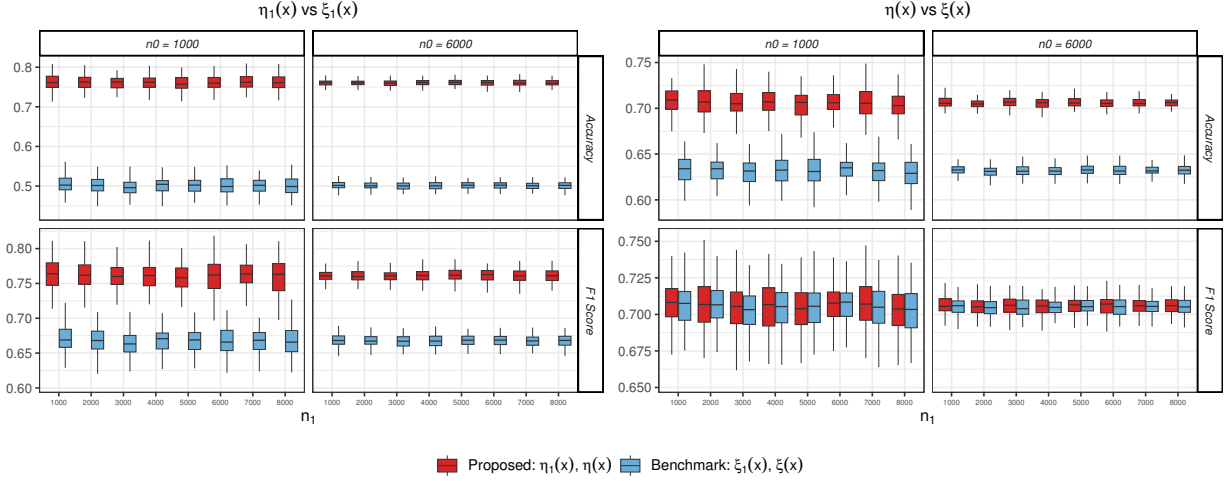 η₁(x) vs ξ₁(x)
n0 = 1000
n0 = 6000
0.8
0.7
0.6
0.5
Accuracy
0.80
0.75
0.70
0.65
0.60
F1 Score
1000 2000 3000 4000 5000 6000 7000 8000
1000 2000 3000 4000 5000 6000 7000 8000
n₁
η(x) vs ξ(x)
n0 = 1000
n0 = 6000
0.75
0.70
0.65
0.60
Accuracy
0.750
0.725
0.700
0.675
0.650
F1 Score
1000 2000 3000 4000 5000 6000 7000 8000
1000 2000 3000 4000 5000 6000 7000 8000
n₁
Proposed: η₁(x), η(x) Benchmark: ξ₁(x), ξ(x)